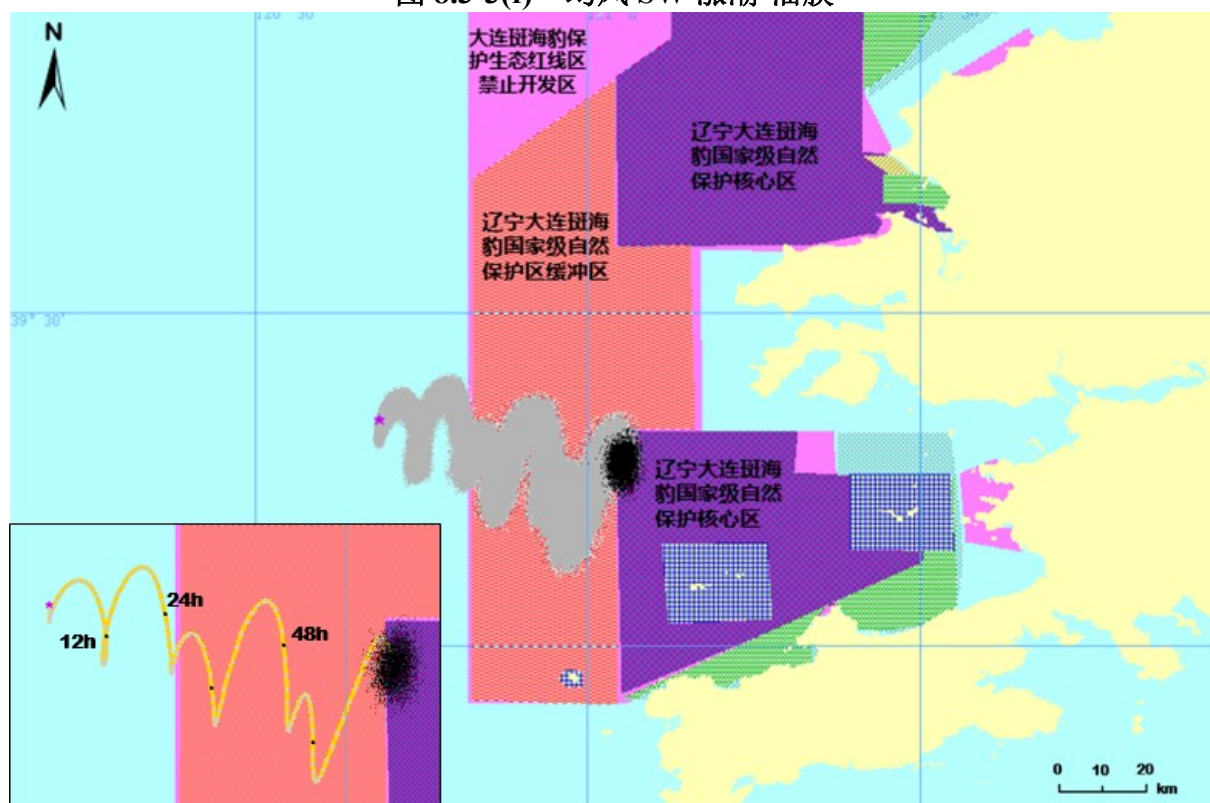 N
120° 30'
大连斑海豹保
护生态红线区
禁止开发区
辽宁大连斑海
豹国家级自然
保护核心区
辽宁大连斑海
豹国家级自然
保护区缓冲区
39° 30'
辽宁大连斑海
豹国家级自然
保护核心区
24h
12h
48h
0 10 20
km